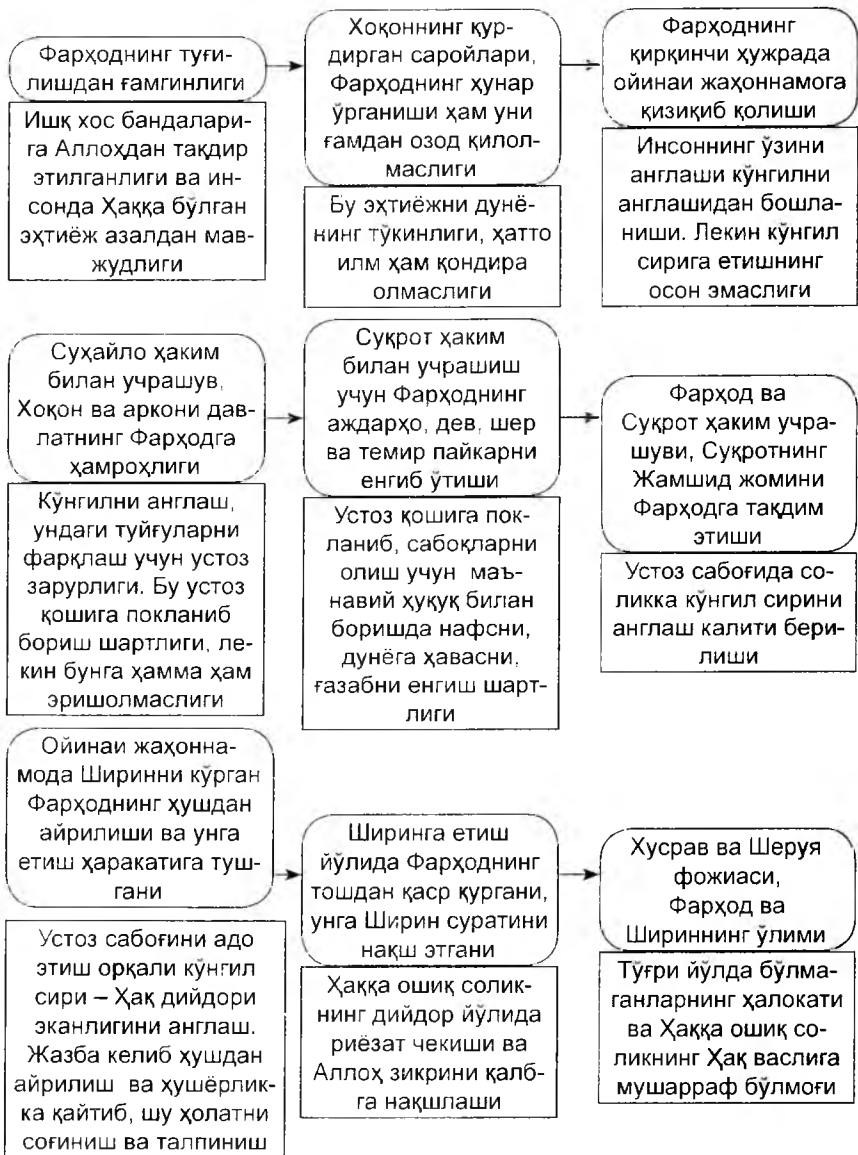 Фарҳоднинг туғи-
лишдан ғамгинлиги
Ишқ хос бандалари-
га Аллоҳдан тақдир
этилганлиги ва ин-
сонда Ҳаққа бўлган
эҳтиёж азалдан мав-
жудлиги
Хоқоннинг қур-
дирган саройлари,
Фарҳоднинг ҳунар
ўрганиши ҳам уни
ғамдан озод қилол-
маслиги
Бу эҳтиёжни дунё-
нинг тўкинлиги, ҳатто
илм ҳам қондира
олмаслиги
Фарҳоднинг
қирқинчи ҳужрада
ойинаи жаҳоннамога
қизиқиб қолиши
Инсоннинг ўзини
англаши кўнгилни
англашидан бошла-
ниши. Лекин кўнгил
сирига етишнинг
осон эмаслиги
Суҳайло ҳаким
билан учрашув,
Хоқон ва аркони дав-
латнинг Фарҳодга
ҳамроҳлиги
Кўнгилни англаш,
ундаги туйғуларни
фарқлаш учун устоз
зарурлиги. Бу устоз
қошига покланиб
бориш шартлиги, ле-
кин бунга ҳамма ҳам
эришолмаслиги
Суқрот ҳаким
билан учрашиш
учун Фарҳоднинг
аждарҳо, дев, шер
ва темир пайкарни
енгиб ўтиши
Устоз қошига пок-
ланиб, сабоқларни
олиш учун маъ-
навий ҳуқуқ билан
боришда нафсни,
дунёга ҳавасни,
ғазабни енгиш шарт-
лиги
Фарҳод ва
Суқрот ҳаким учра-
шуви, Суқротнинг
Жамшид жомини
Фарҳодга тақдим
этиши
Устоз сабоғида со-
ликка кўнгил сирини
англаш калити бери-
лиши
Ойинаи жаҳонна-
мода Ширинни кўрган
Фарҳоднинг ҳушдан
айрилиши ва унга
етиш ҳаракатига туш-
гани
Устоз сабоғини адо
этиш орқали кўнгил
сири – Ҳақ дийдори
эканлигини англаш.
Жазба келиб ҳушдан
айрилиш ва ҳушёрлик-
ка қайтиб, шу ҳолатни
соғиниш ва талпиниш
Ширинга етиш
йўлида Фарҳоднинг
тошдан қаср қургани,
унга Ширин суратини
нақш этгани
Ҳаққа ошиқ солик-
нинг дийдор йўлида
риёзат чекиши ва
Аллоҳ зикрини қалб-
га нақшлаши
Хусрав ва Шеруя
фожиаси,
Фарҳод ва
Шириннинг ўлими
Тўғри йўлда бўлма-
ганларнинг ҳалокати
ва Ҳаққа ошиқ со-
ликнинг Ҳақ васлига
мушарраф бўлмоғи